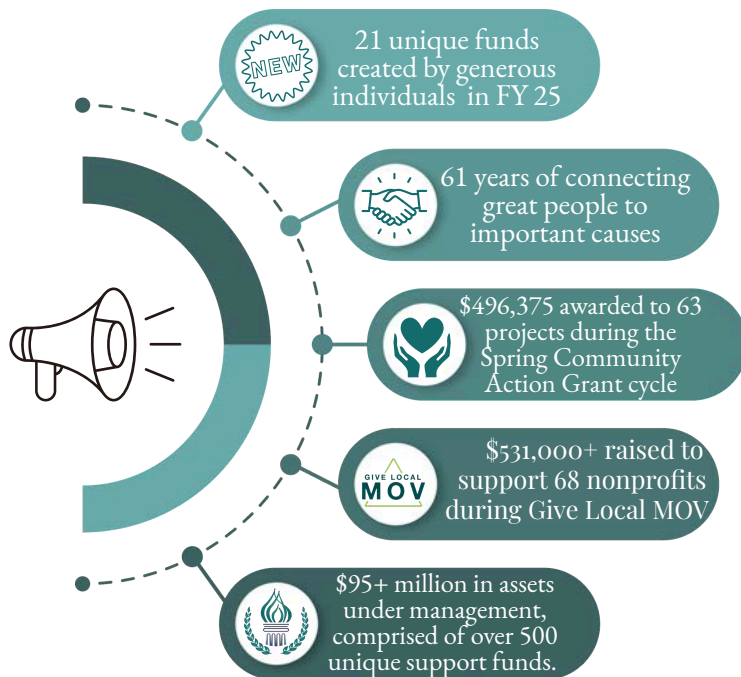 NEW
21 unique funds
created by generous
individuals in FY 25
61 years of connecting
great people to
important causes
$496,375 awarded to 63
projects during the
Spring Community
Action Grant cycle
GIVE LOCAL
MOV
$531,000+ raised to
support 68 nonprofits
during Give Local MOV
$95+ million in assets
under management,
comprised of over 500
unique support funds.